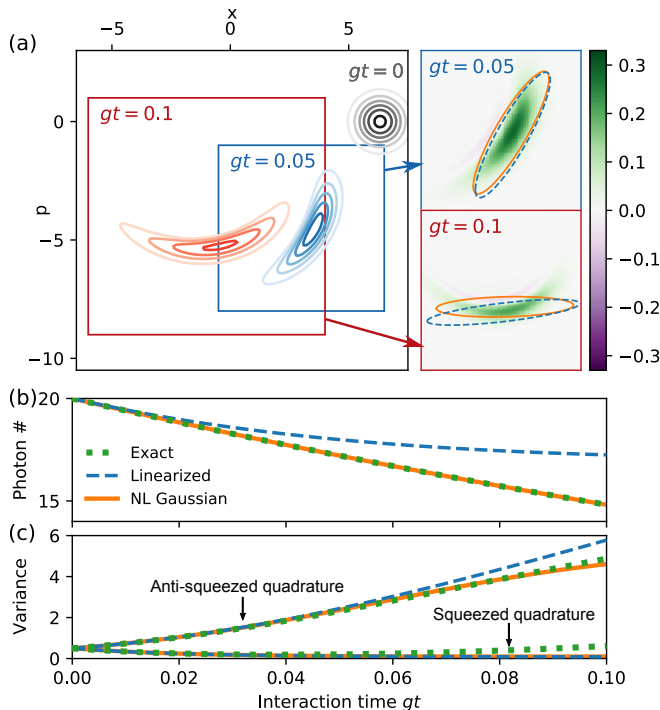 x
−5 0 5
(a)
gt = 0
gt = 0.1
gt = 0.05
0
−5
−10
p
gt = 0.05
gt = 0.1
0.3
0.2
0.1
0.0
−0.1
−0.2
−0.3
(b)
20
15
Photon #
Exact
Linearized
NL Gaussian
(c)
6
4
2
0
Variance
Anti-squeezed quadrature
Squeezed quadrature
0.00 0.02 0.04 0.06 0.08 0.10
Interaction time gt